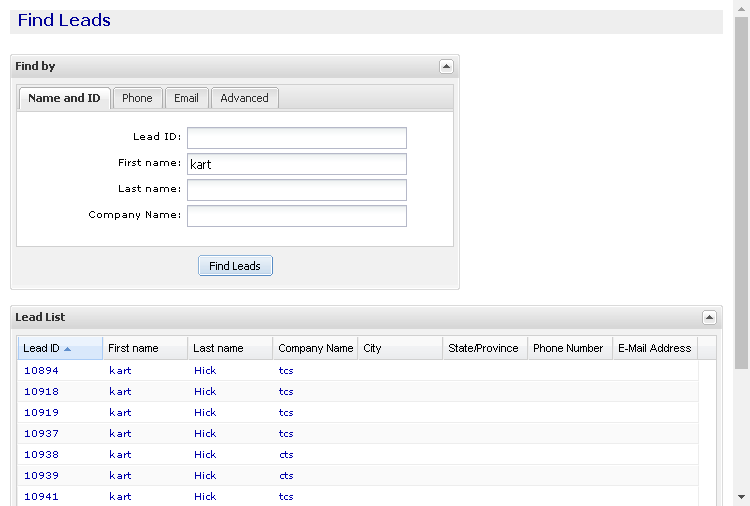 Find Leads
Find by
Name and ID Phone Email Advanced
Lead ID:
First name: kart
Last name:
Company Name:
Find Leads
Lead List
Lead ID First name Last name Company Name City State/Province Phone Number E-Mail Address
10894 kart Hick tcs
10918 kart Hick tcs
10919 kart Hick tcs
10937 kart Hick tcs
10938 kart Hick cts
10939 kart Hick cts
10941 kart Hick tcs